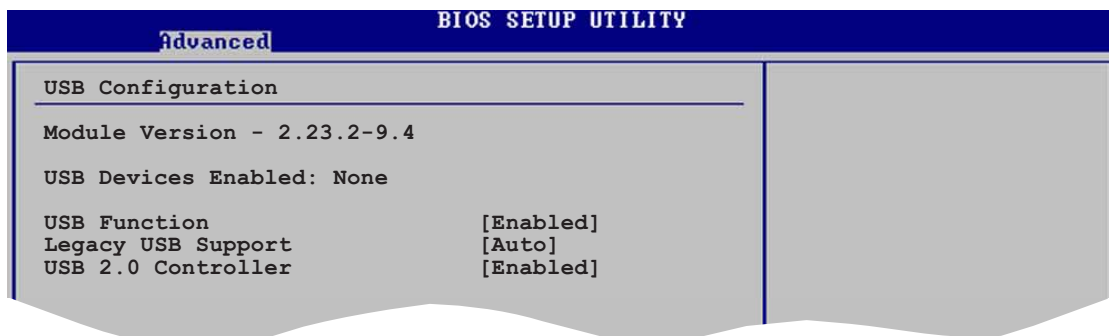 BIOS SETUP UTILITY
Advanced
USB Configuration
Module Version - 2.23.2-9.4
USB Devices Enabled: None
USB Function [Enabled]
Legacy USB Support [Auto]
USB 2.0 Controller [Enabled]